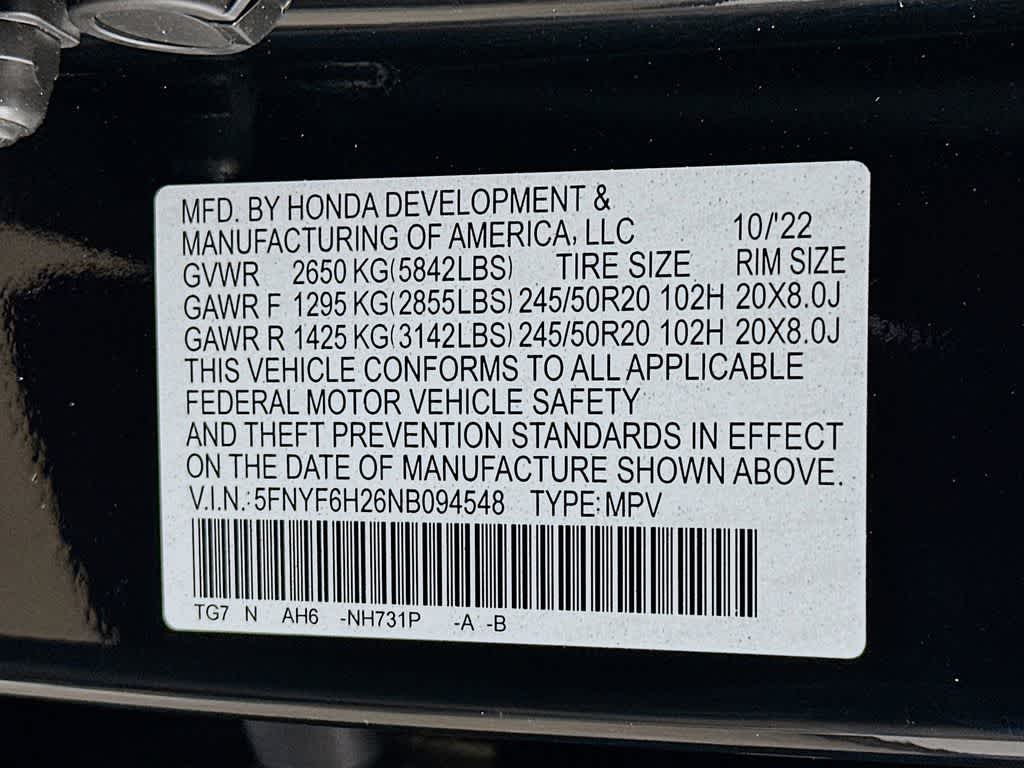 MFD. BY HONDA DEVELOPMENT &
MANUFACTURING OF AMERICA, LLC 10/'22
GVWR 2650 KG(5842LBS) TIRE SIZE RIM SIZE
GAWR F 1295 KG(2855LBS) 245/50R20 102H 20X8.0J
GAWR R 1425 KG(3142LBS) 245/50R20 102H 20X8.0J
THIS VEHICLE CONFORMS TO ALL APPLICABLE
FEDERAL MOTOR VEHICLE SAFETY
AND THEFT PREVENTION STANDARDS IN EFFECT
ON THE DATE OF MANUFACTURE SHOWN ABOVE.
V.I.N.: 5FNYF6H26NB094548 TYPE: MPV
TG7 N AH6 -NH731P -A -B